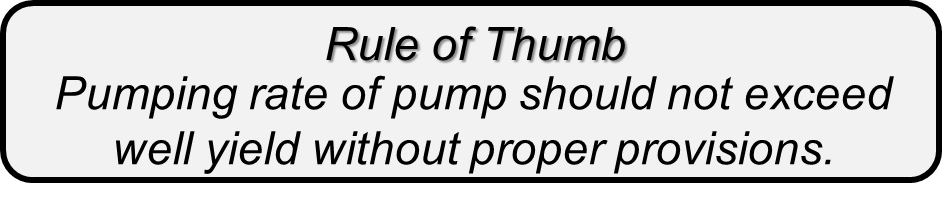 Rule of Thumb
Pumping rate of pump should not exceed
well yield without proper provisions.